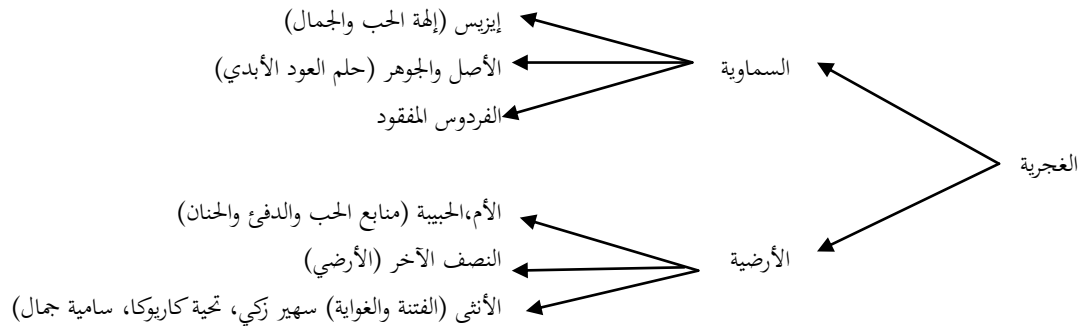 إيزيس (إلهة الحب والجمال)
السماوية
الأصل والجوهر (حلم العود الأبدي)
الفردوس المفقود
الغجرية
الأم،الحبيبة (منابع الحب والدفئ والحنان)
الأرضية
النصف الآخر (الأرضي)
الأنثى (الفتنة والغواية) سهير زكي، تحية كاريوكا، سامية جمال)